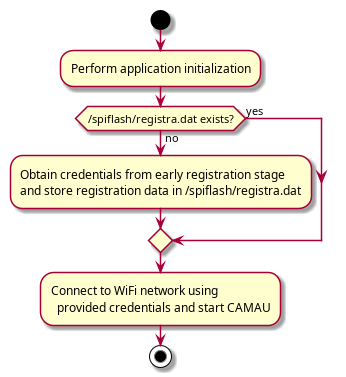 Perform application initialization
/spiflash/registra.dat exists?
yes
no
Obtain credentials from early registration stage
and store registration data in /spiflash/registra.dat
Connect to WiFi network using
provided credentials and start CAMAU